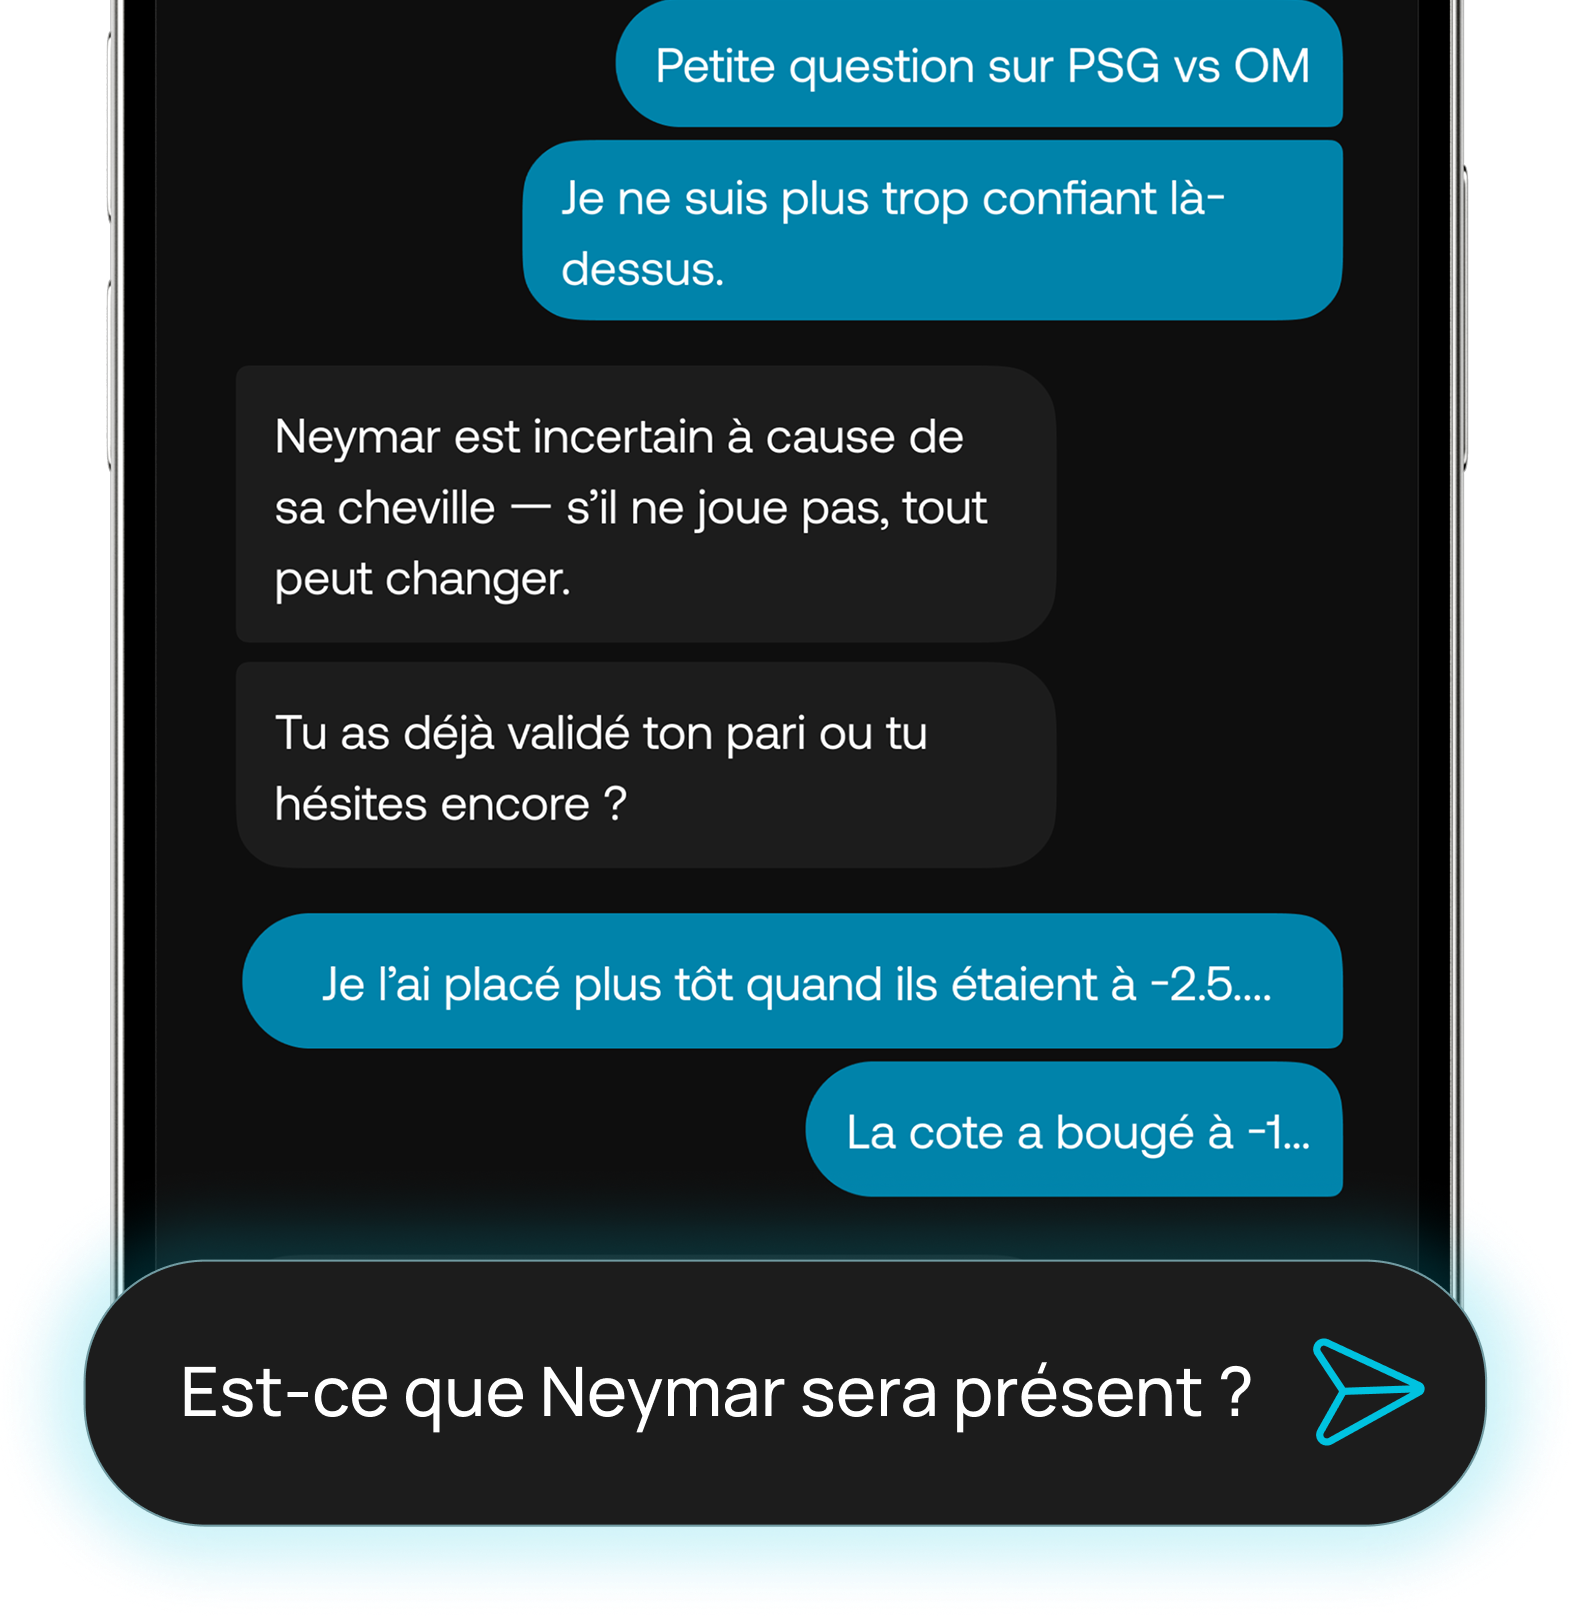 Petite question sur PSG vs OM
Je ne suis plus trop confiant là-
dessus.
Neymar est incertain à cause de
sa cheville — s’il ne joue pas, tout
peut changer.
Tu as déjà validé ton pari ou tu
hésites encore ?
Je l’ai placé plus tôt quand ils étaient à -2.5....
La cote a bougé à -1...
Est-ce que Neymar sera présent ?